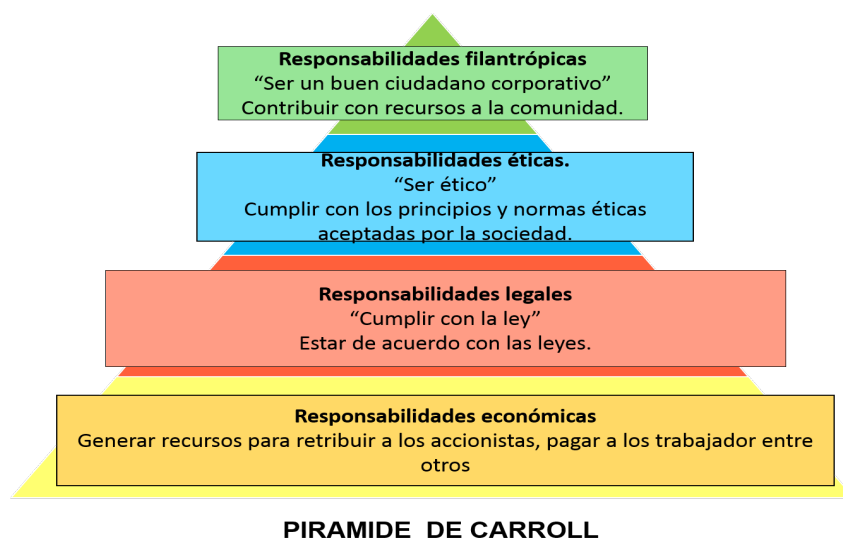 Responsabilidades filantrópicas
“Ser un buen ciudadano corporativo”
Contribuir con recursos a la comunidad.
Responsabilidades éticas.
“Ser ético”
Cumplir con los principios y normas éticas
aceptadas por la sociedad.
Responsabilidades legales
“Cumplir con la ley”
Estar de acuerdo con las leyes.
Responsabilidades económicas
Generar recursos para retribuir a los accionistas, pagar a los trabajador entre
otros
PIRAMIDE DE CARROLL